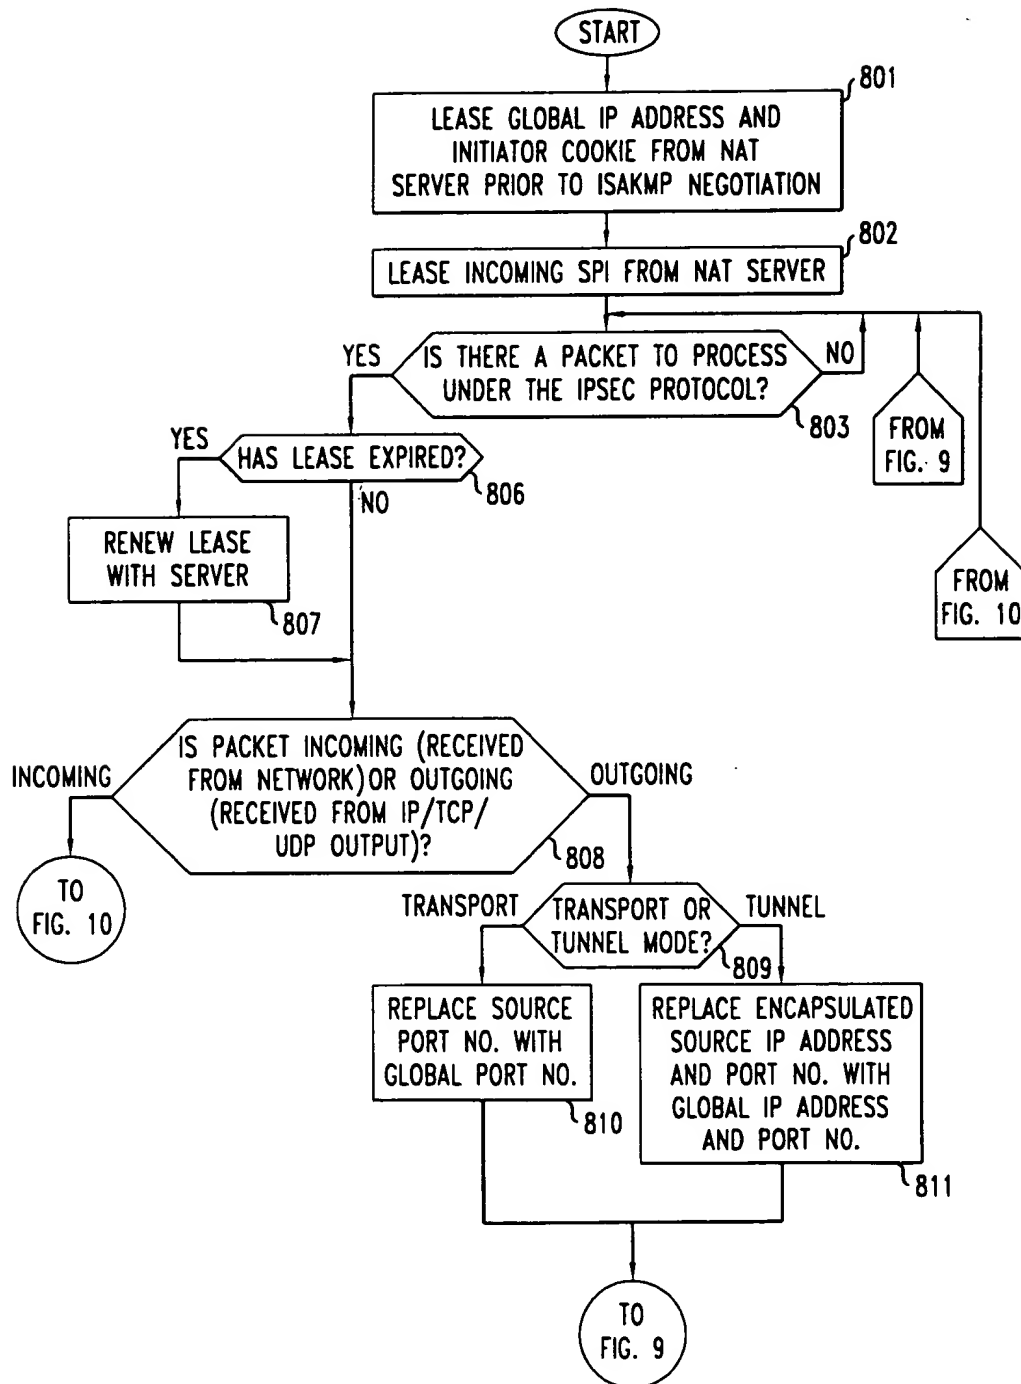 START
801
LEASE GLOBAL IP ADDRESS AND
INITIATOR COOKIE FROM NAT
SERVER PRIOR TO ISAKMP NEGOTIATION
802
LEASE INCOMING SPI FROM NAT SERVER
YES
IS THERE A PACKET TO PROCESS
UNDER THE IPSEC PROTOCOL?
NO
803
FROM
FIG. 9
YES
HAS LEASE EXPIRED?
806
NO
RENEW LEASE
WITH SERVER
807
FROM
FIG. 10
INCOMING
IS PACKET INCOMING (RECEIVED
FROM NETWORK) OR OUTGOING
(RECEIVED FROM IP/TCP/
UDP OUTPUT)?
OUTGOING
808
TO
FIG. 10
TRANSPORT
TRANSPORT OR
TUNNEL MODE?
TUNNEL
809
REPLACE SOURCE
PORT NO. WITH
GLOBAL PORT NO.
810
REPLACE ENCAPSULATED
SOURCE IP ADDRESS
AND PORT NO. WITH
GLOBAL IP ADDRESS
AND PORT NO.
811
TO
FIG. 9